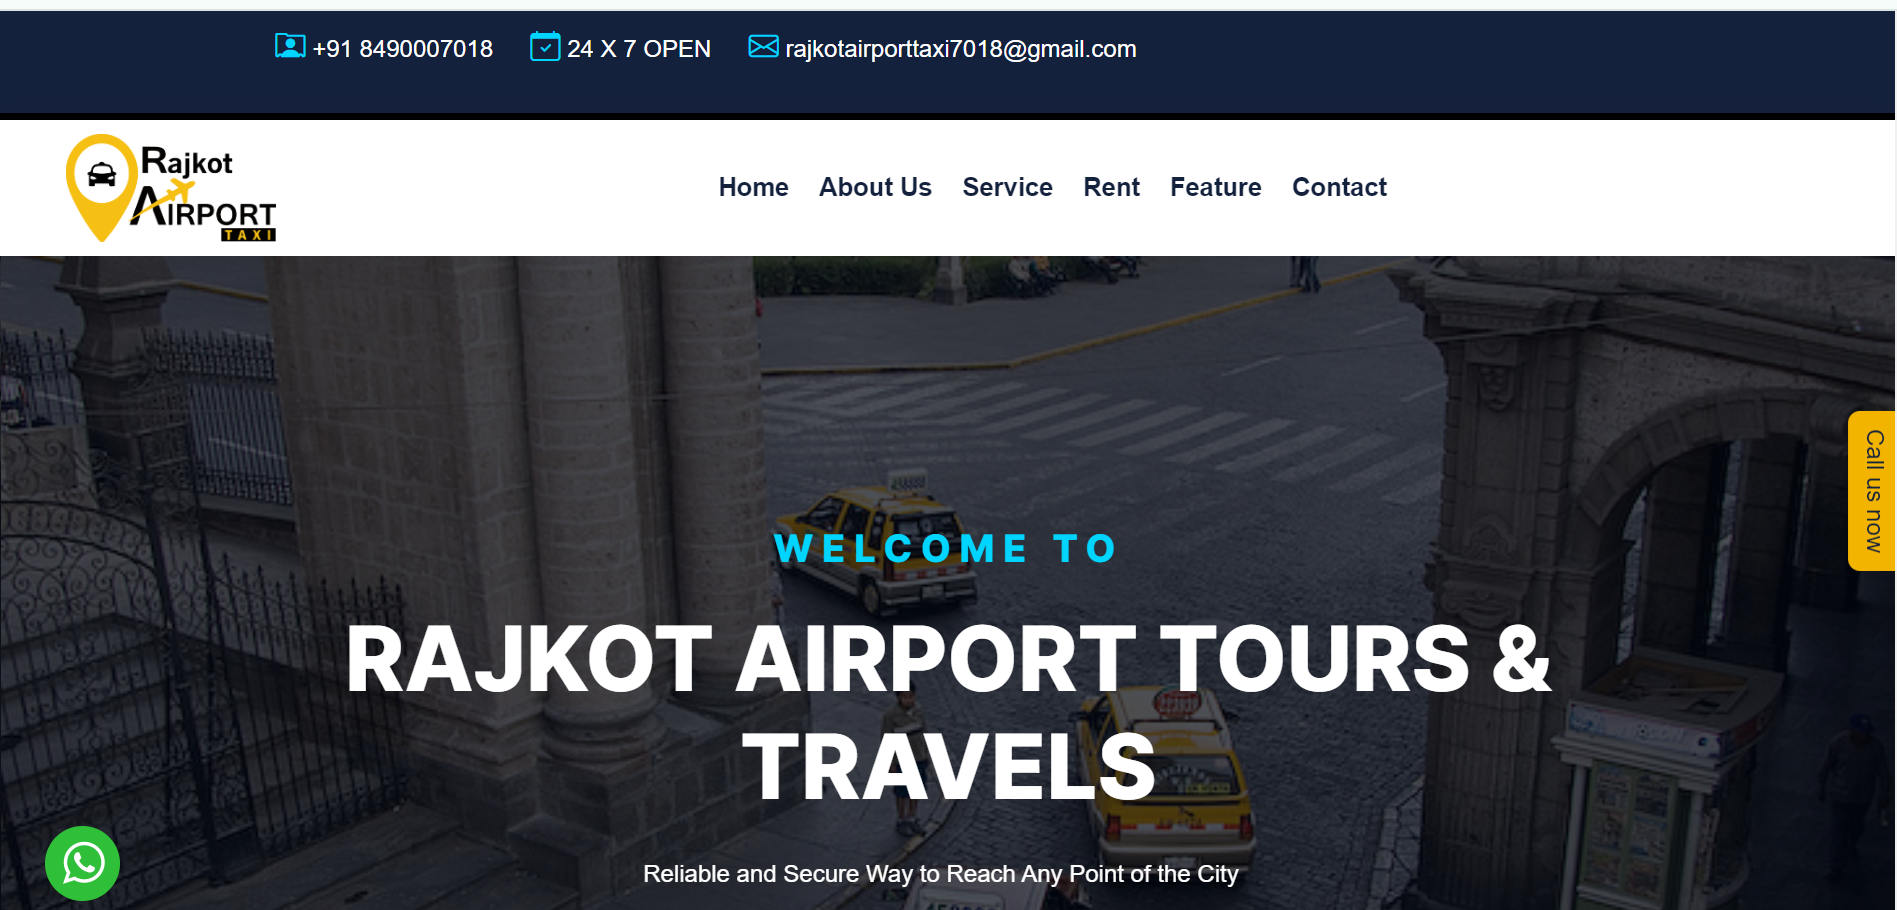 +91 8490007018 24 X 7 OPEN rajkotairporttaxi7018@gmail.com
Rajkot
AIRPORT
TAXI
Home About Us Service Rent Feature Contact
Call us now
WELCOME TO
RAJKOT AIRPORT TOURS &
TRAVELS
Reliable and Secure Way to Reach Any Point of the City